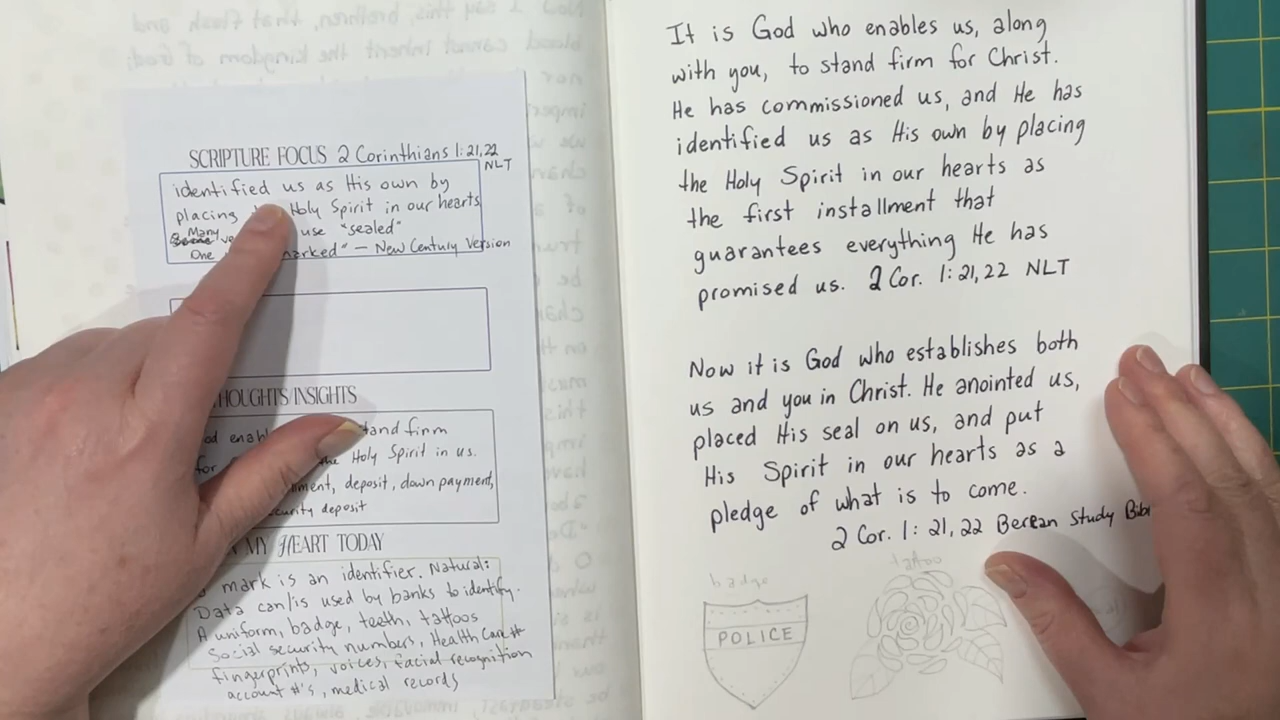 SCRIPTURE FOCUS 2 Corinthians 1:21,22
NLT
identified us as His own by
placing Holy Spirit in our hearts
Many use "sealed"
One marked" — New Century Version
THOUGHTS/INSIGHTS
tand firm
for the Holy Spirit in us.
ment, deposit, down payment,
curity deposit
MY HEART TODAY
mark is an identifier. Natural:
Data can/is used by banks to identify.
A uniform, badge, teeth, tattoos
Social security numbers, Health Care #
fingerprints, voices, facial recognition
account #'s, medical records
It is God who enables us, along
with you, to stand firm for Christ.
He has commissioned us, and He has
identified us as His own by placing
the Holy Spirit in our hearts as
the first installment that
guarantees everything He has
promised us. 2 Cor. 1:21,22 NLT
Now it is God who establishes both
us and you in Christ. He anointed us,
placed His seal on us, and put
His Spirit in our hearts as a
pledge of what is to come.
2 Cor. 1:21,22 Berean Study Bib
badge
tattoo
POLICE